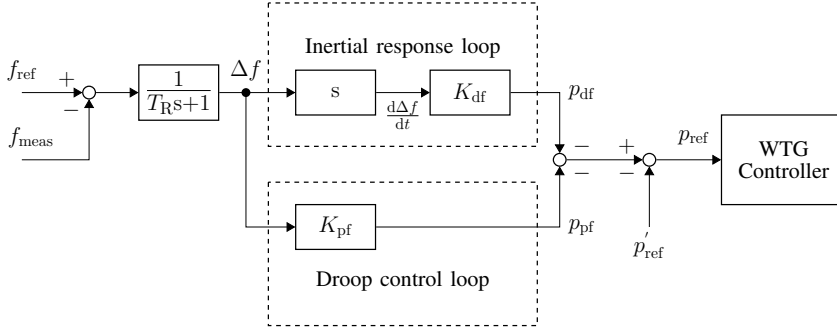 Inertial response loop
f_ref
+
−
1
T_R s+1
Δf
s
dΔf
dt
K_df
p_df
f_meas
−
−
+
−
p_ref
WTG
Controller
K_pf
p_pf
p'_ref
Droop control loop